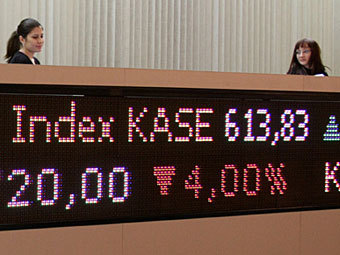 Index KASE 613,83 ▲
20,00 ▼4,00% K